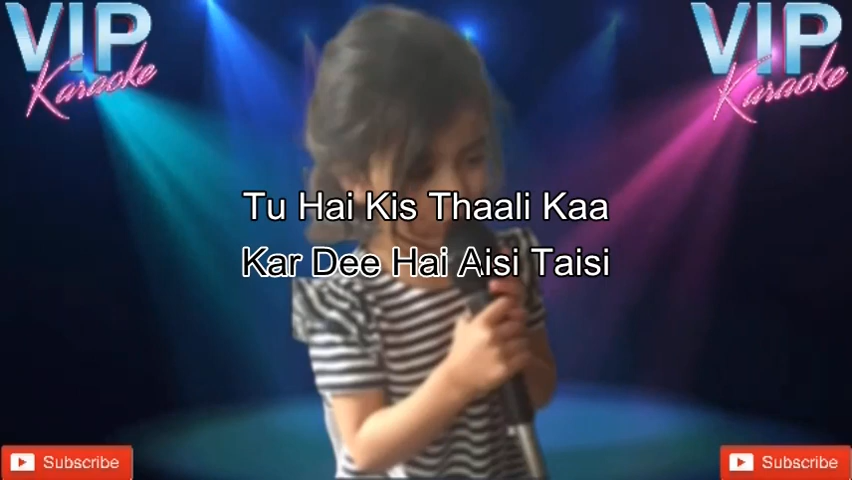 VIP
Karaoke
VIP
Karaoke
Tu Hai Kis Thaali Kaa
Kar Dee Hai Aisi Taisi
Subscribe
Subscribe